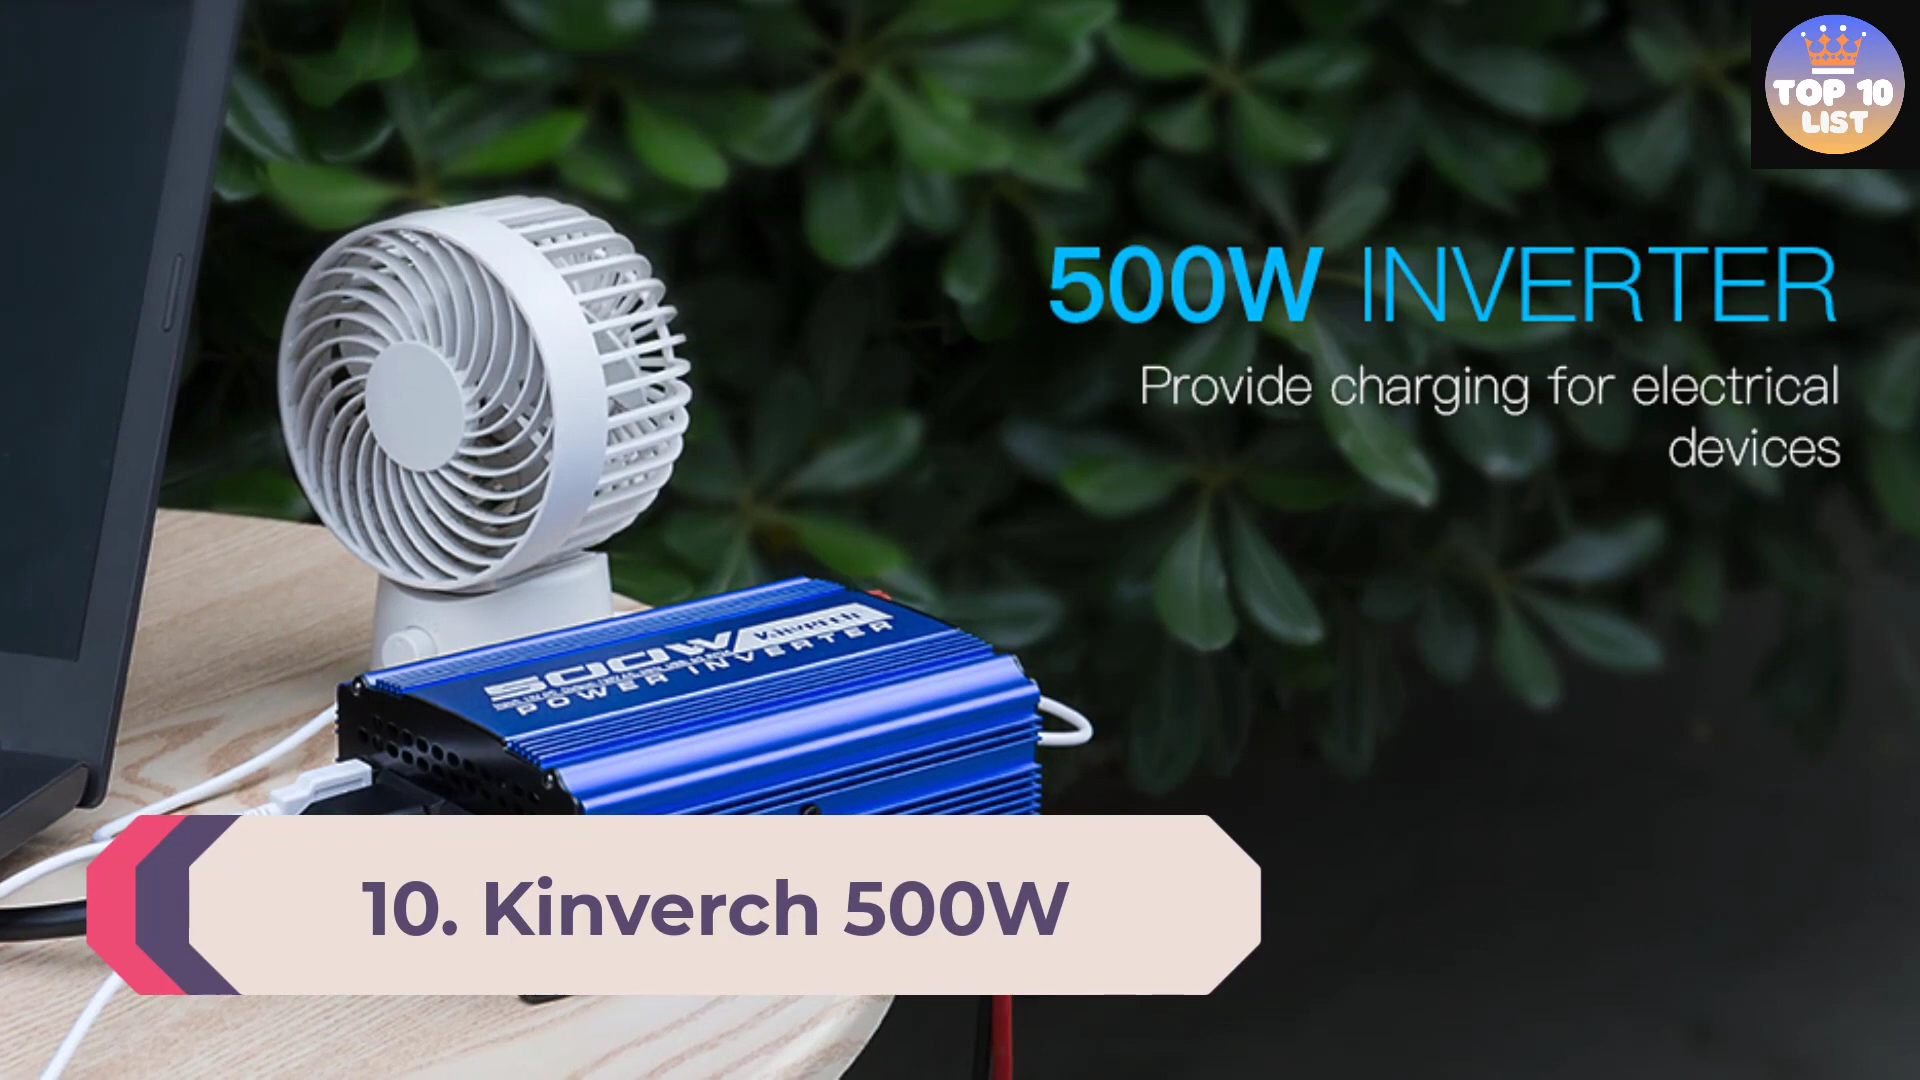 TOP 10
LIST
500W INVERTER
Provide charging for electrical
devices
500W
POWER INVERTER
10. Kinverch 500W